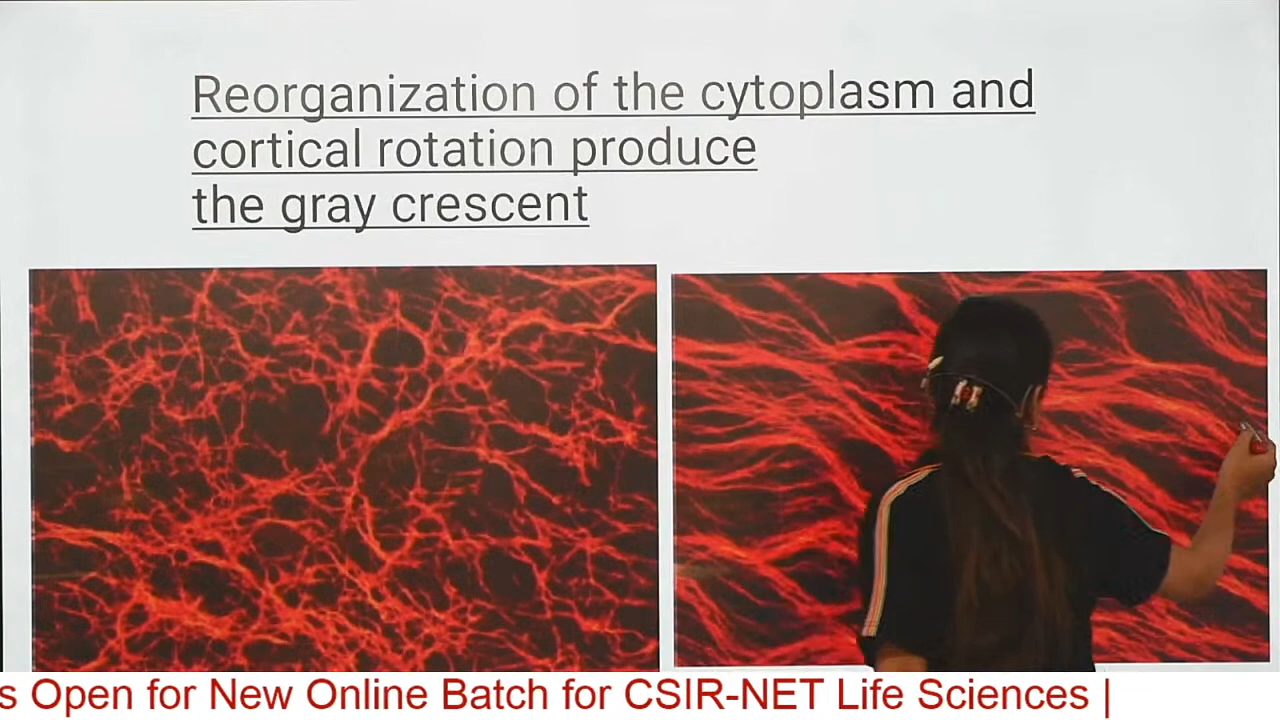 Reorganization of the cytoplasm and
cortical rotation produce
the gray crescent
s Open for New Online Batch for CSIR-NET Life Sciences |